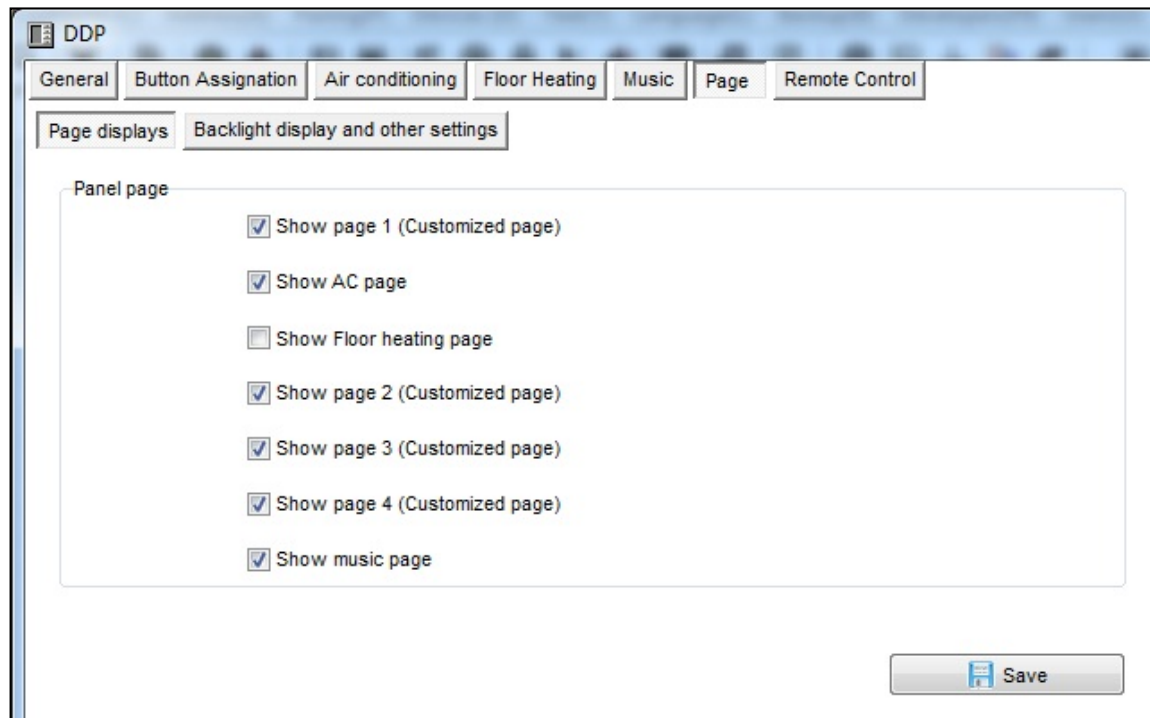 DDP
General Button Assignation Air conditioning Floor Heating Music Page Remote Control
Page displays Backlight display and other settings
Panel page
Show page 1 (Customized page)
Show AC page
Show Floor heating page
Show page 2 (Customized page)
Show page 3 (Customized page)
Show page 4 (Customized page)
Show music page
Save